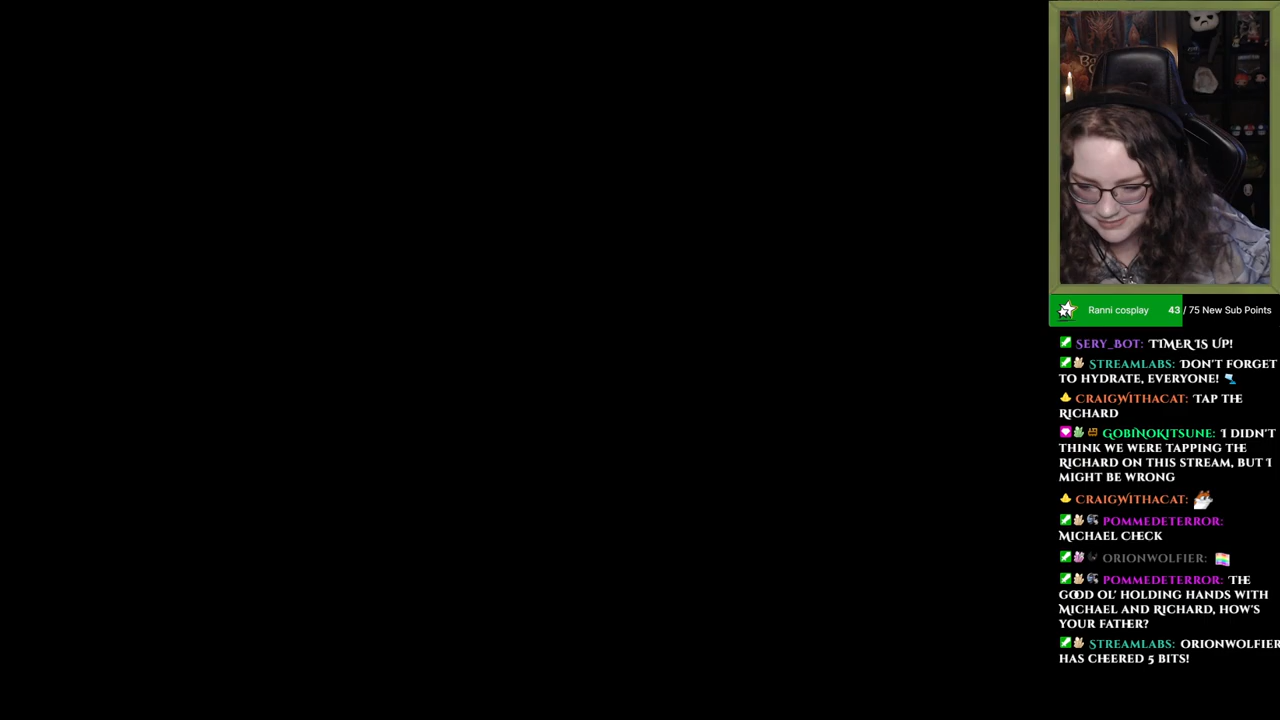 Ranni cosplay 43 / 75 New Sub Points
SERY_BOT: TIMER IS UP!
STREAMLABS: DON'T FORGET
TO HYDRATE, EVERYONE!
CRAIGWITHACAT: TAP THE
RICHARD
GOBINOKITSUNE: I DIDN'T
THINK WE WERE TAPPING THE
RICHARD ON THIS STREAM, BUT I
MIGHT BE WRONG
CRAIGWITHACAT:
POMMEDETERROR:
MICHAEL CHECK
ORIONWOLFIER:
POMMEDETERROR: THE
GOOD OL' HOLDING HANDS WITH
MICHAEL AND RICHARD, HOW'S
YOUR FATHER?
STREAMLABS: ORIONWOLFIER
HAS CHEERED 5 BITS!